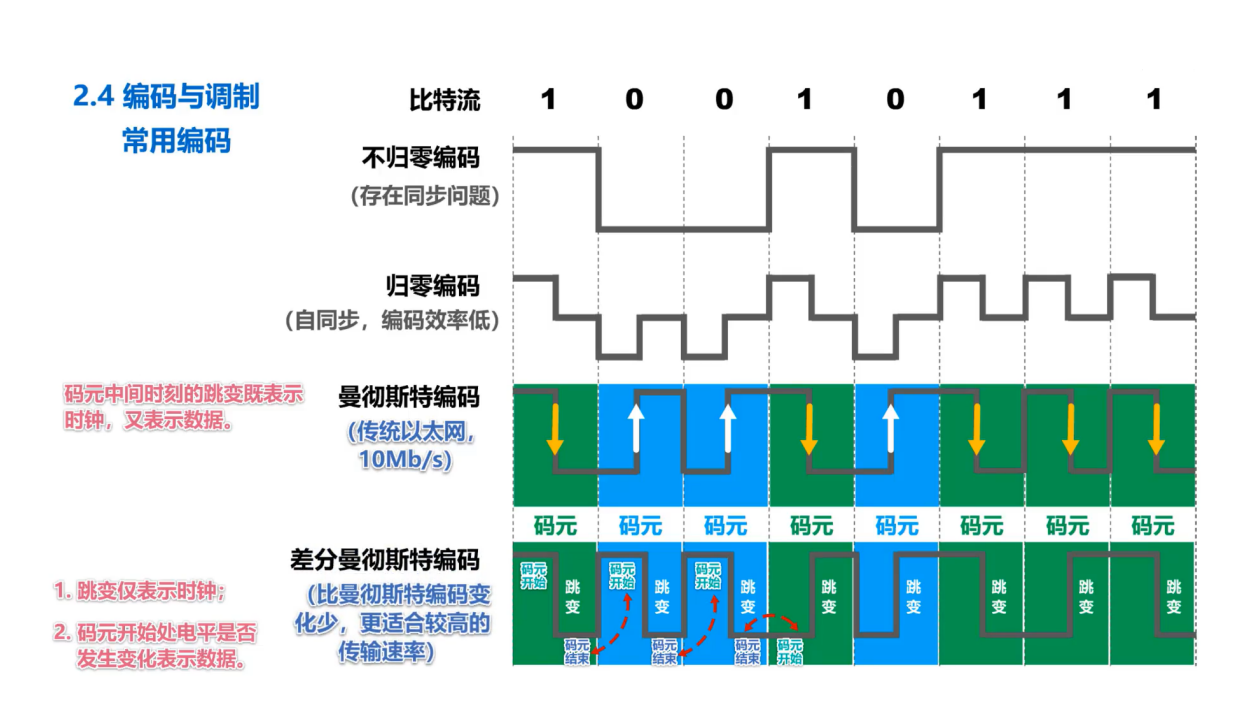 2.4 编码与调制
常用编码
比特流 1 0 0 1 0 1 1 1
不归零编码
(存在同步问题)
归零编码
(自同步，编码效率低)
码元中间时刻的跳变既表示
时钟，又表示数据。
曼彻斯特编码
(传统以太网，
10Mb/s)
码元 码元 码元 码元 码元 码元 码元 码元
差分曼彻斯特编码
(比曼彻斯特编码变
化少，更适合较高的
传输速率)
1. 跳变仅表示时钟；
2. 码元开始处电平是否
发生变化表示数据。
码元 码元 码元
开始 开始 开始
跳 跳 跳 跳 跳 跳 跳 跳
变 变 变 变 变 变 变 变
码元 码元 码元 码元
结束 结束 结束 开始